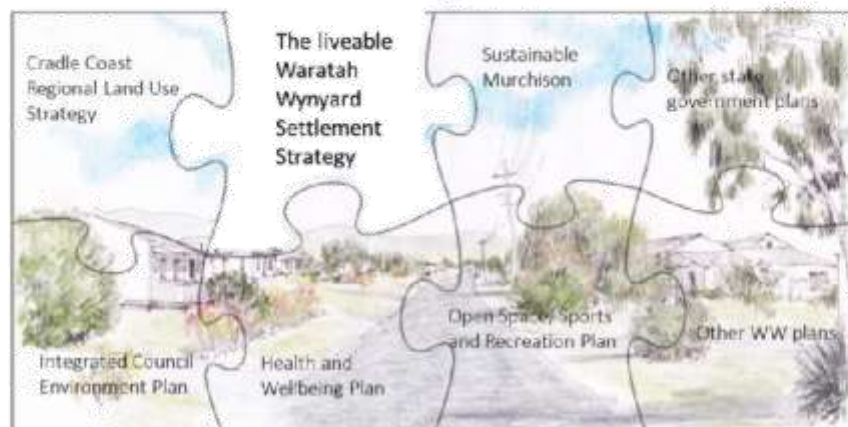 Cradle Coast
Regional Land Use
Strategy
The liveable
Waratah
Wynyard
Settlement
Strategy
Sustainable
Murchison
Other state
government plans
Integrated Council
Environment Plan
Health and
Wellbeing Plan
Open Space, Sports
and Recreation Plan
Other WW plans